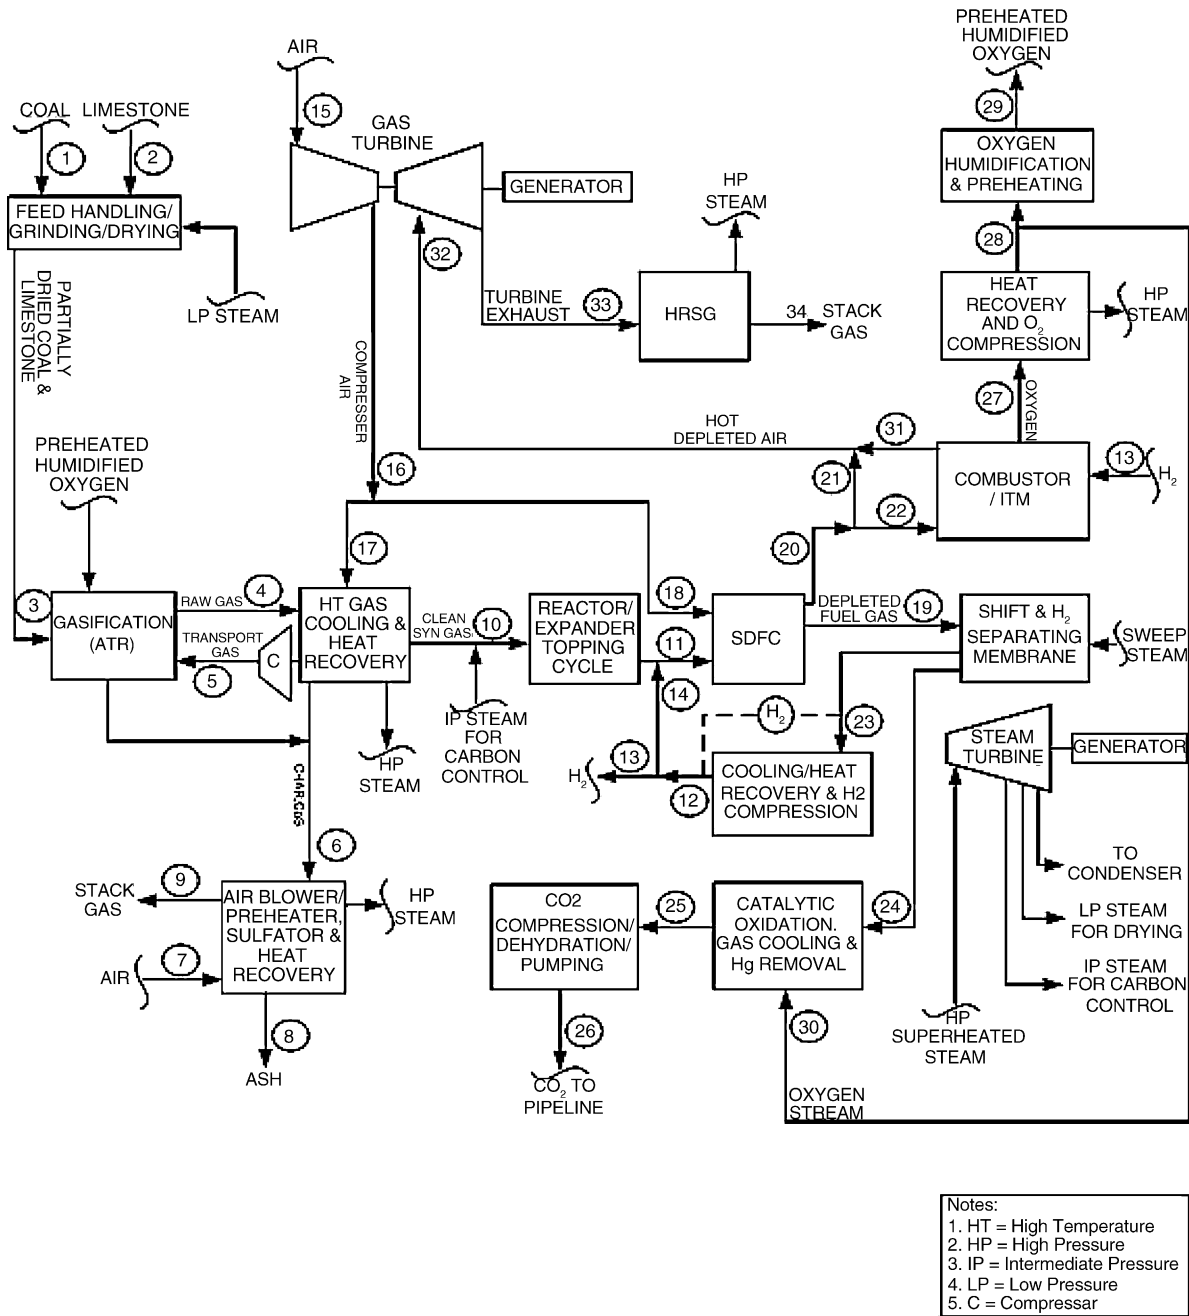 PREHEATED
HUMIDIFIED
OXYGEN
AIR
29
15
COAL
LIMESTONE
GAS
TURBINE
1
2
OXYGEN
HUMIDIFICATION
& PREHEATING
HP
STEAM
GENERATOR
FEED HANDLING/
GRINDING/DRYING
32
28
PARTIALLY
DRIED COAL &
LIMESTONE
LP STEAM
TURBINE
EXHAUST
33
HRSG
34
STACK
GAS
HEAT
RECOVERY
AND O2
COMPRESSION
HP
STEAM
COMPRESSER
AIR
27
OXYGEN
HOT
DEPLETED AIR
31
PREHEATED
HUMIDIFIED
OXYGEN
16
21
22
COMBUSTOR
/ ITM
13
H2
17
20
3
4
RAW GAS
GASIFICATION
(ATR)
TRANSPORT
GAS
5
C
HT GAS
COOLING &
HEAT
RECOVERY
CLEAN
SYN GAS
10
REACTOR/
EXPANDER
TOPPING
CYCLE
18
11
SDFC
DEPLETED
FUEL GAS
19
SHIFT & H2
SEPARATING
MEMBRANE
SWEEP
STEAM
14
IP STEAM
FOR
CARBON
CONTROL
H2
23
HP
STEAM
STEAM
TURBINE
GENERATOR
H2
13
12
COOLING/HEAT
RECOVERY & H2
COMPRESSION
6
TO
CONDENSER
STACK
GAS
9
AIR BLOWER/
PREHEATER,
SULFATOR &
HEAT
RECOVERY
HP
STEAM
CO2
COMPRESSION/
DEHYDRATION/
PUMPING
25
CATALYTIC
OXIDATION.
GAS COOLING &
Hg REMOVAL
24
LP STEAM
FOR DRYING
AIR
7
IP STEAM
FOR CARBON
CONTROL
8
26
30
HP
SUPERHEATED
STEAM
ASH
CO2 TO
PIPELINE
OXYGEN
STREAM
Notes:
1. HT = High Temperature
2. HP = High Pressure
3. IP = Intermediate Pressure
4. LP = Low Pressure
5. C = Compressar